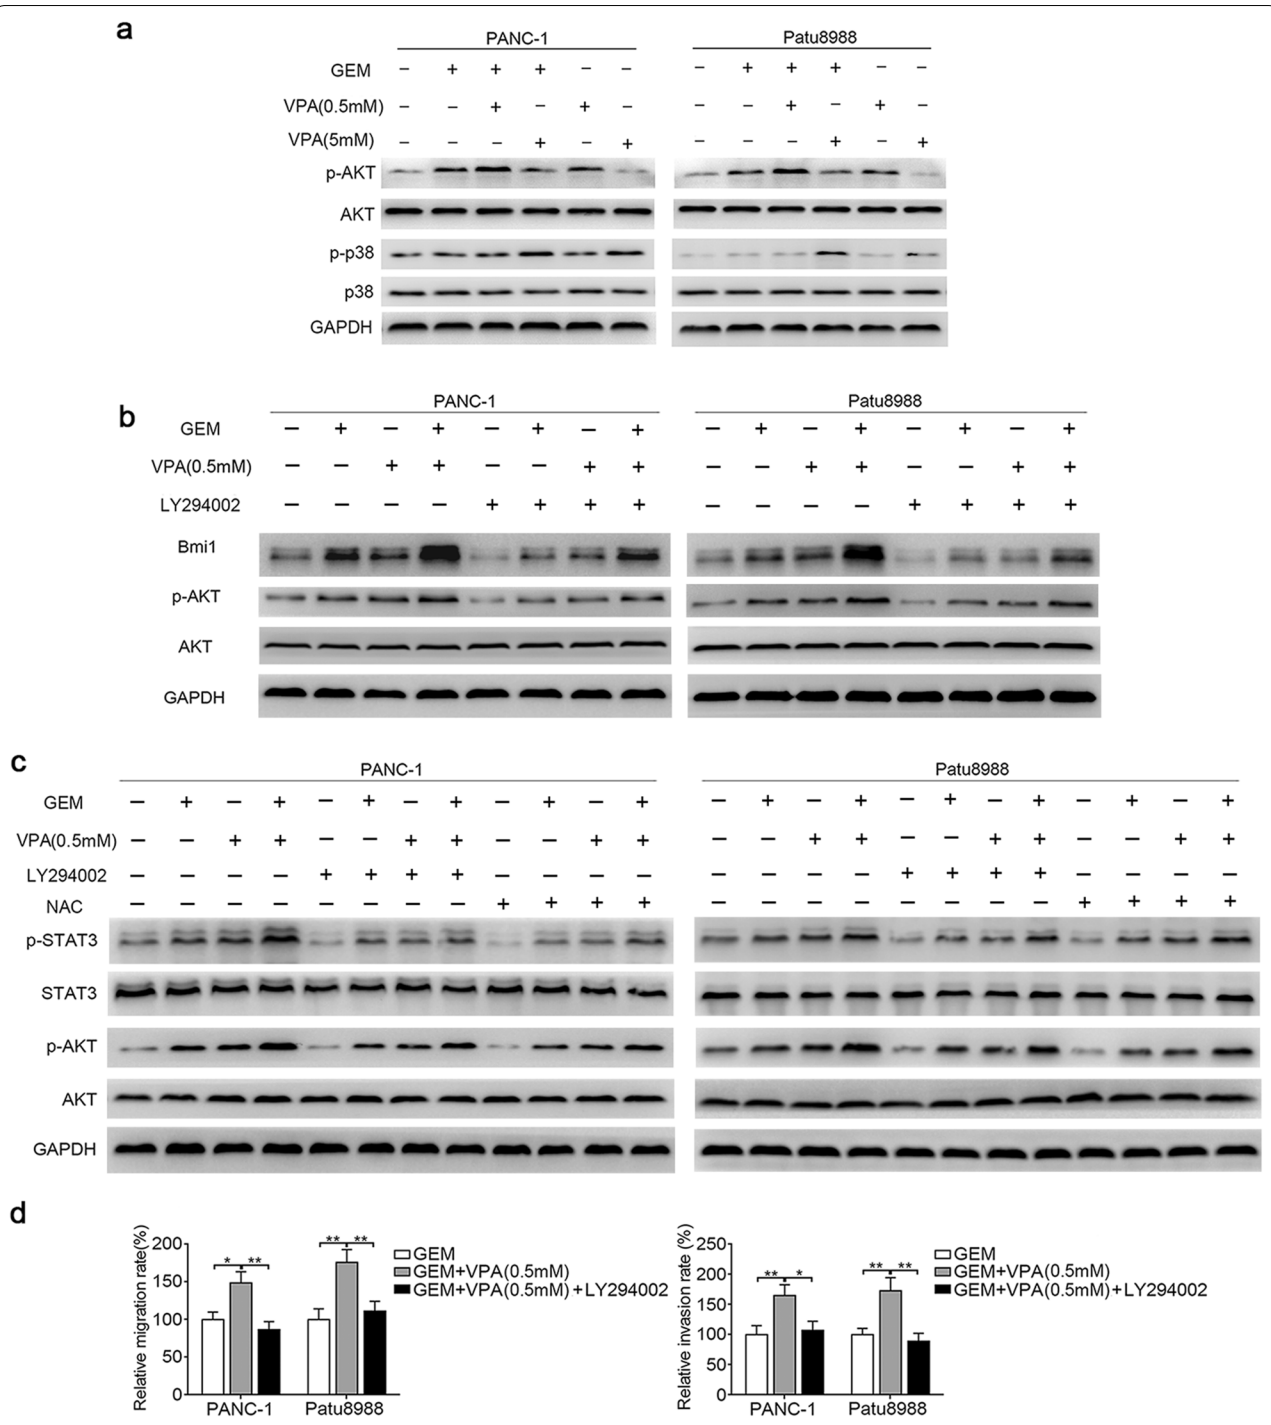 a
PANC-1 Patu8988
GEM − + + + − − − + + + − −
VPA(0.5mM) − − + − + − − − + − + −
VPA(5mM) − − − + − + − − − + − +
p-AKT
AKT
p-p38
p38
GAPDH
b
PANC-1 Patu8988
GEM − + − + − + − + − + − + − + − +
VPA(0.5mM) − − + + − − + + − − + + − − + +
LY294002 − − − − + + + + − − − − + + + +
Bmi1
p-AKT
AKT
GAPDH
c
PANC-1 Patu8988
GEM − + − + − + − + − + − + − + − + − + − + − + − +
VPA(0.5mM) − − + + − − + + − − + + − − + + − − + + − − + +
LY294002 − − − − + + + + − − − − − − − − + + + + − − − −
NAC − − − − − − − − + + + + − − − − − − − − + + + +
p-STAT3
STAT3
p-AKT
AKT
GAPDH
d
Relative migration rate(%)
200
150
100
50
0
* ** ** **
PANC-1 Patu8988
GEM
GEM+VPA(0.5mM)
GEM+VPA(0.5mM)+LY294002
Relative invasion rate (%)
250
200
150
100
50
0
** * ** **
PANC-1 Patu8988
GEM
GEM+VPA(0.5mM)
GEM+VPA(0.5mM)+LY294002